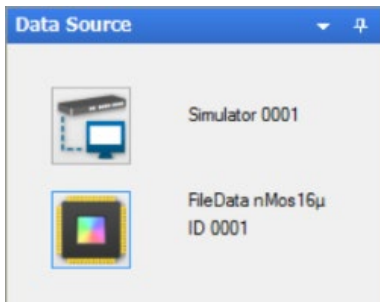 Data Source
Simulator 0001
FileData nMos16µ
ID 0001